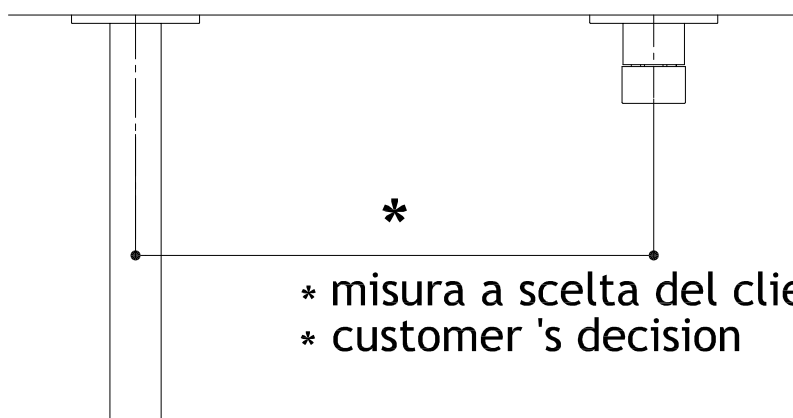 *
* misura a scelta del clie
* customer 's decision